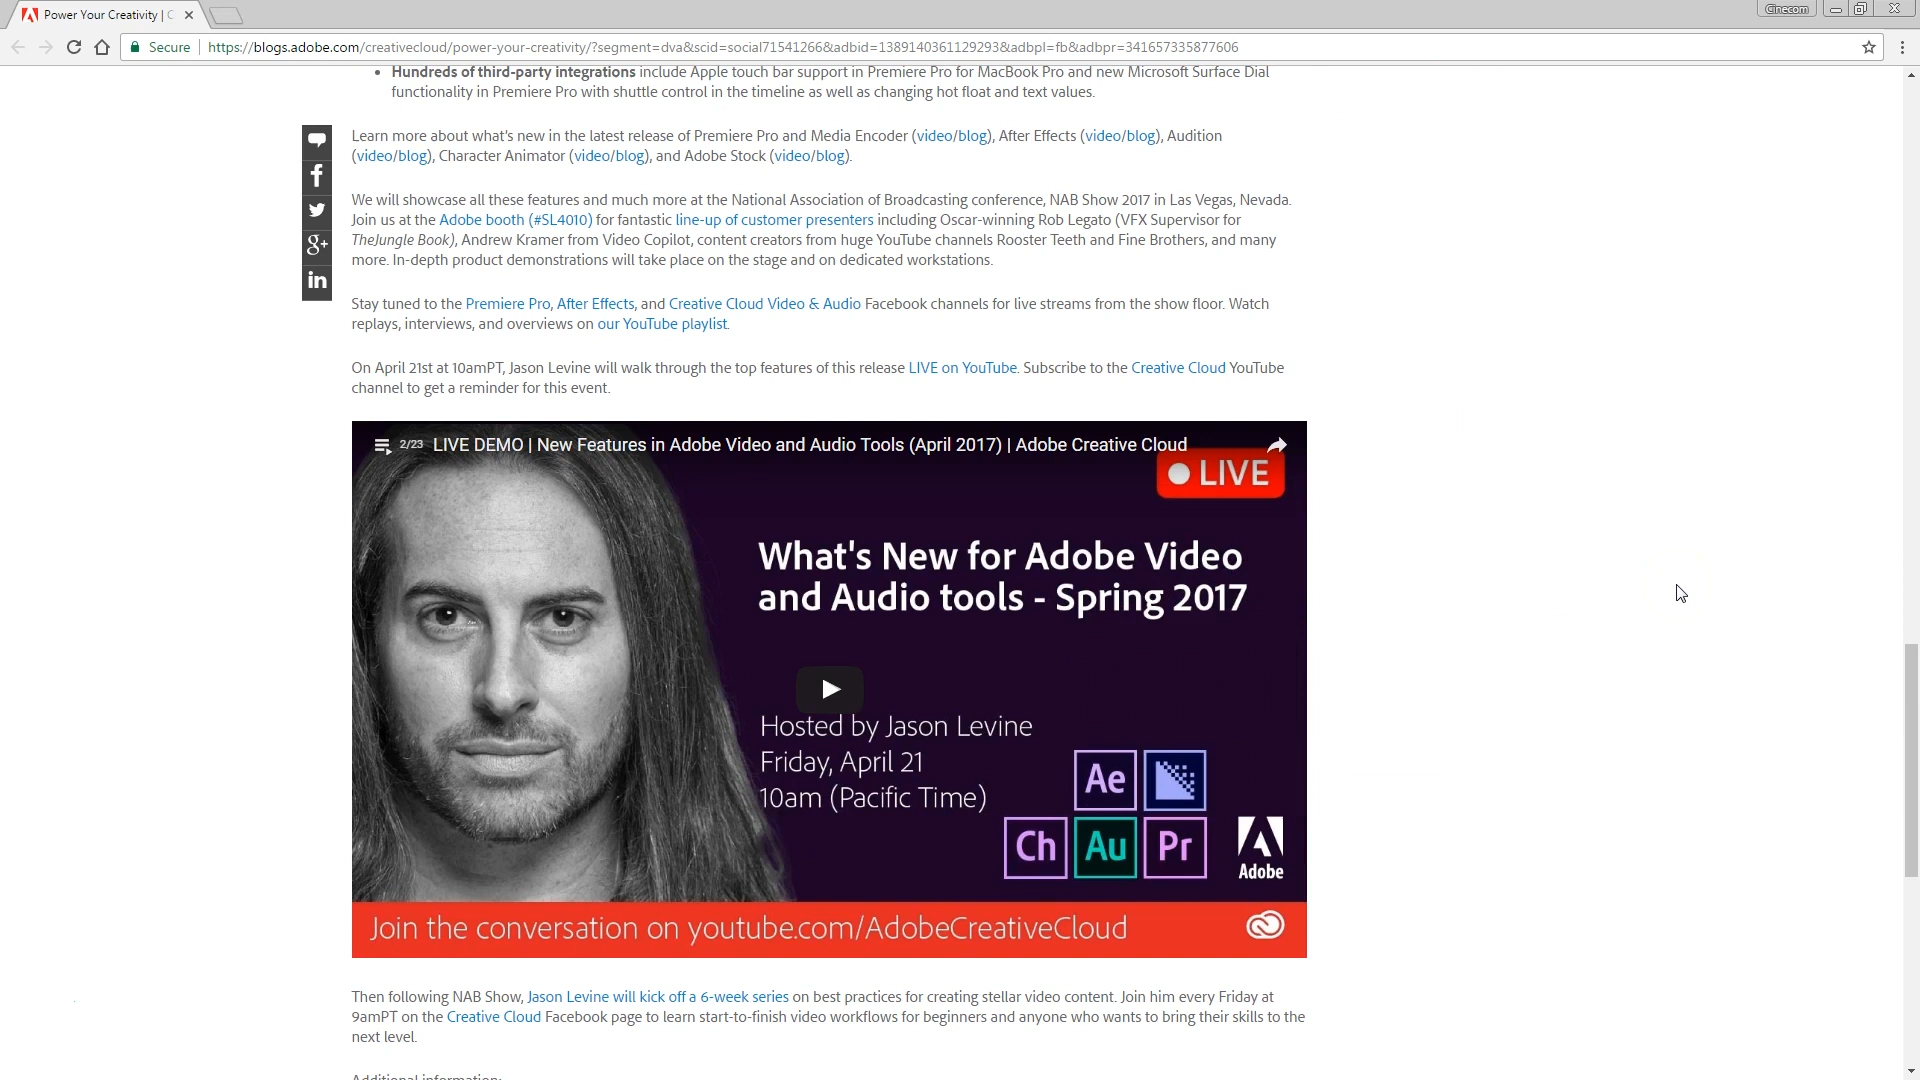 Power Your Creativity | C
Cinecom
Secure
https://blogs.adobe.com/creativecloud/power-your-creativity/?segment=dva&scid=social71541266&adbid=1389140361129293&adbpl=fb&adbpr=341657335877606
• Hundreds of third-party integrations include Apple touch bar support in Premiere Pro for MacBook Pro and new Microsoft Surface Dial
functionality in Premiere Pro with shuttle control in the timeline as well as changing hot float and text values.
Learn more about what's new in the latest release of Premiere Pro and Media Encoder (video/blog), After Effects (video/blog), Audition
(video/blog), Character Animator (video/blog), and Adobe Stock (video/blog).
We will showcase all these features and much more at the National Association of Broadcasting conference, NAB Show 2017 in Las Vegas, Nevada.
Join us at the Adobe booth (#SL4010) for fantastic line-up of customer presenters including Oscar-winning Rob Legato (VFX Supervisor for
TheJungle Book), Andrew Kramer from Video Copilot, content creators from huge YouTube channels Rooster Teeth and Fine Brothers, and many
more. In-depth product demonstrations will take place on the stage and on dedicated workstations.
Stay tuned to the Premiere Pro, After Effects, and Creative Cloud Video & Audio Facebook channels for live streams from the show floor. Watch
replays, interviews, and overviews on our YouTube playlist.
On April 21st at 10amPT, Jason Levine will walk through the top features of this release LIVE on YouTube. Subscribe to the Creative Cloud YouTube
channel to get a reminder for this event.
2/23 LIVE DEMO | New Features in Adobe Video and Audio Tools (April 2017) | Adobe Creative Cloud
LIVE
What's New for Adobe Video
and Audio tools - Spring 2017
Hosted by Jason Levine
Friday, April 21
10am (Pacific Time)
Ae
Ch Au Pr
Adobe
Join the conversation on youtube.com/AdobeCreativeCloud
Then following NAB Show, Jason Levine will kick off a 6-week series on best practices for creating stellar video content. Join him every Friday at
9amPT on the Creative Cloud Facebook page to learn start-to-finish video workflows for beginners and anyone who wants to bring their skills to the
next level.
Additional information: